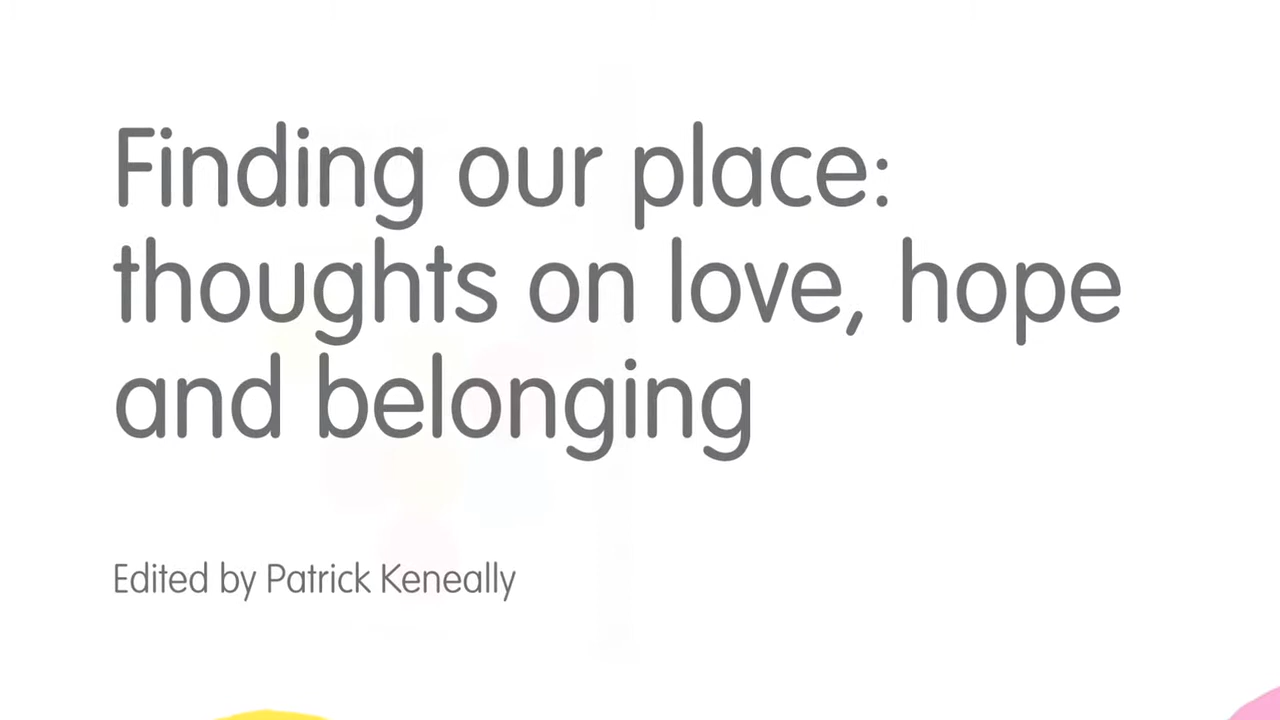 Finding our place:
thoughts on love, hope
and belonging
Edited by Patrick Keneally